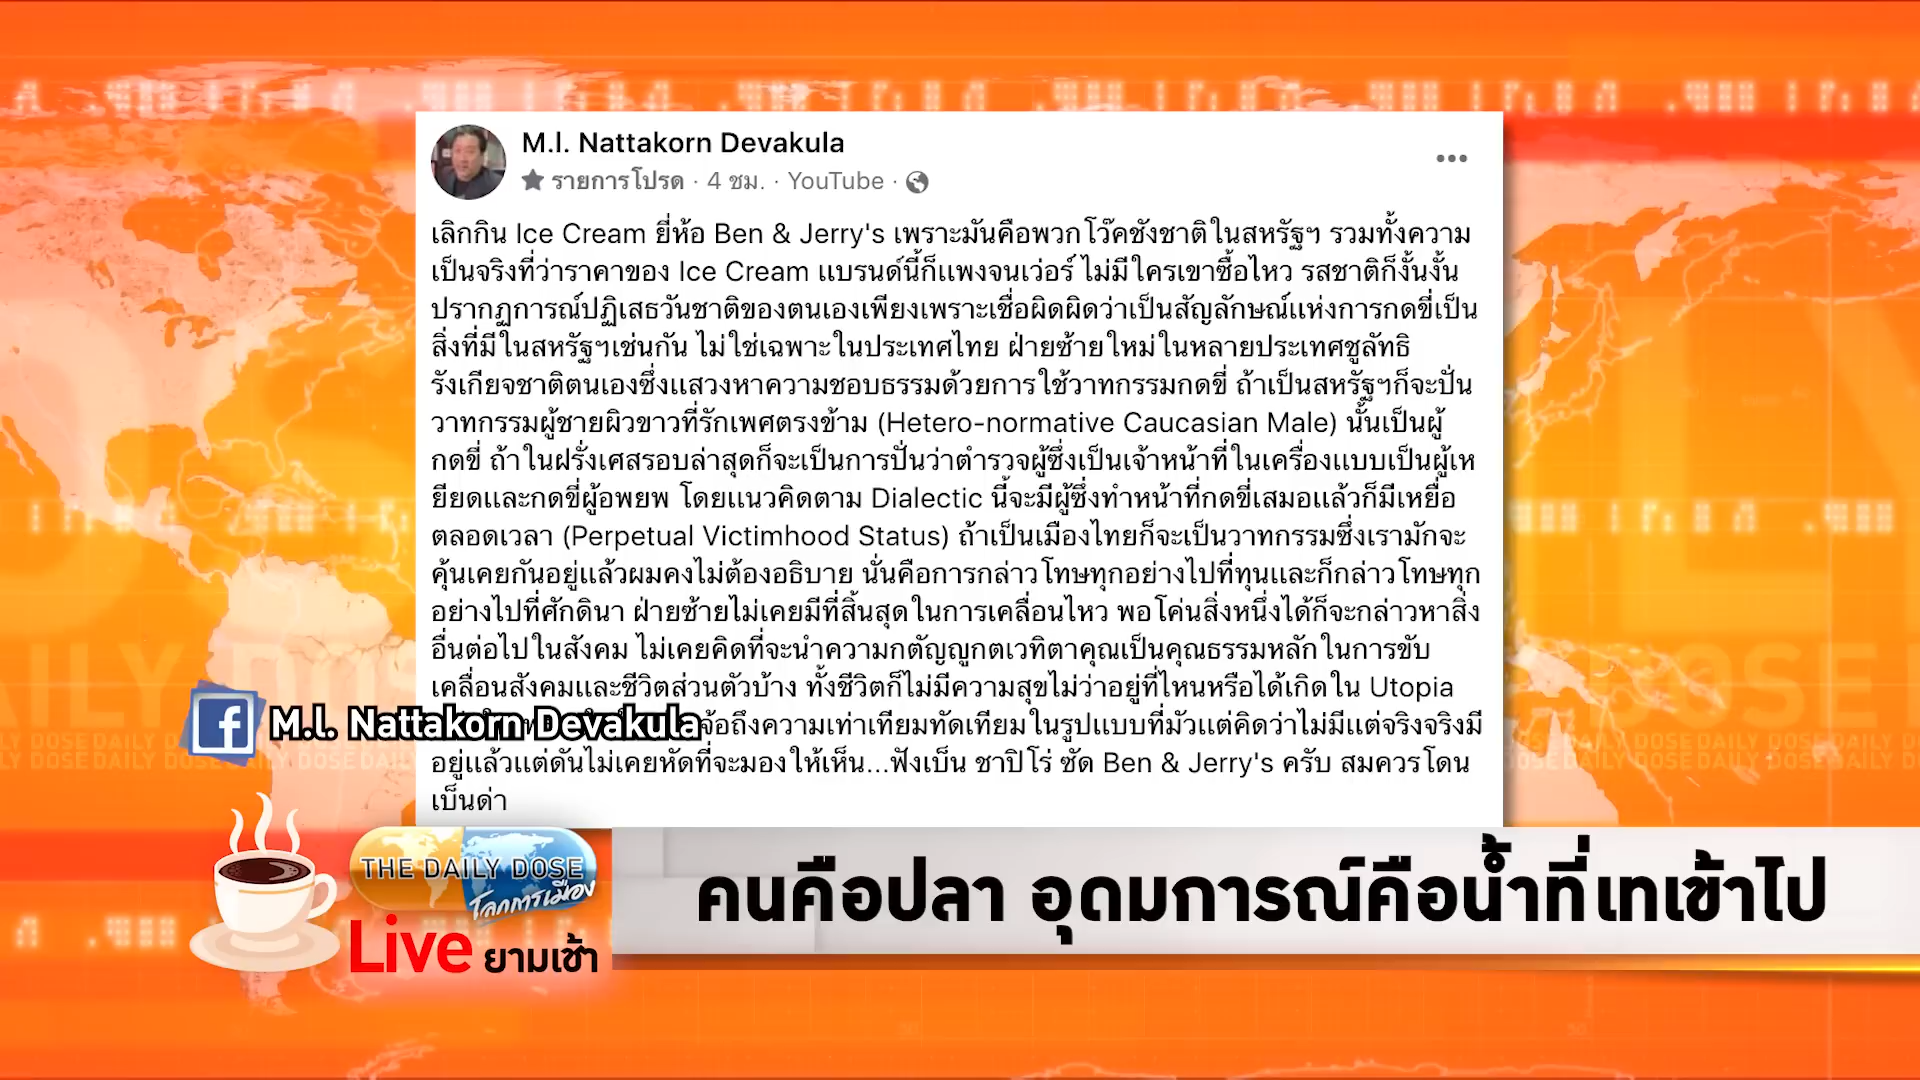 M.l. Nattakorn Devakula
รายการโปรด · 4 ชม. · YouTube ·
เลิกกิน Ice Cream ยี่ห้อ Ben & Jerry's เพราะมันคือพวกโว๊คชังชาติในสหรัฐฯ รวมทั้งความ
เป็นจริงที่ว่าราคาของ Ice Cream แบรนด์นี้ก็แพงจนเว่อร์ ไม่มีใครเขาซื้อไหว รสชาติก็งั้นงั้น
ปรากฏการณ์ปฏิเสธวันชาติของตนเองเพียงเพราะเชื่อผิดผิดว่าเป็นสัญลักษณ์แห่งการกดขี่เป็น
สิ่งที่มีในสหรัฐฯเช่นกัน ไม่ใช่เฉพาะในประเทศไทย ฝ่ายซ้ายใหม่ในหลายประเทศชูลัทธิ
รังเกียจชาติตนเองซึ่งแสวงหาความชอบธรรมด้วยการใช้วาทกรรมกดขี่ ถ้าเป็นสหรัฐฯก็จะปั่น
วาทกรรมผู้ชายผิวขาวที่รักเพศตรงข้าม (Hetero-normative Caucasian Male) นั้นเป็นผู้
กดขี่ ถ้าในฝรั่งเศสรอบล่าสุดก็จะเป็นการปั่นว่าตำรวจผู้ซึ่งเป็นเจ้าหน้าที่ในเครื่องแบบเป็นผู้เห
ยียดและกดขี่ผู้อพยพ โดยแนวคิดตาม Dialectic นี้จะมีผู้ซึ่งทำหน้าที่กดขี่เสมอแล้วก็มีเหยื่อ
ตลอดเวลา (Perpetual Victimhood Status) ถ้าเป็นเมืองไทยก็จะเป็นวาทกรรมซึ่งเรามักจะ
คุ้นเคยกันอยู่แล้วผมคงไม่ต้องอธิบาย นั่นคือการกล่าวโทษทุกอย่างไปที่ทุนและก็กล่าวโทษทุก
อย่างไปที่ศักดินา ฝ่ายซ้ายไม่เคยมีที่สิ้นสุดในการเคลื่อนไหว พอโค่นสิ่งหนึ่งได้ก็จะกล่าวหาสิ่ง
อื่นต่อไปในสังคม ไม่เคยคิดที่จะนำความกตัญญูกตเวทิตาคุณเป็นคุณธรรมหลักในการขับ
เคลื่อนสังคมและชีวิตส่วนตัวบ้าง ทั้งชีวิตก็ไม่มีความสุขไม่ว่าอยู่ที่ไหนหรือได้เกิดใน Utopia
จ้อถึงความเท่าเทียมทัดเทียมในรูปแบบที่มัวแต่คิดว่าไม่มีแต่จริงจริงมี
อยู่แล้วแต่ดันไม่เคยหัดที่จะมองให้เห็น...ฟังเบ็น ชาปิโร่ ซัด Ben & Jerry's ครับ สมควรโดน
เบ็นด่า
M.l. Nattakorn Devakula
THE DAILY DOSE
โลกการเมือง
Live ยามเช้า
คนคือปลา อุดมการณ์คือน้ำที่เทเข้าไป